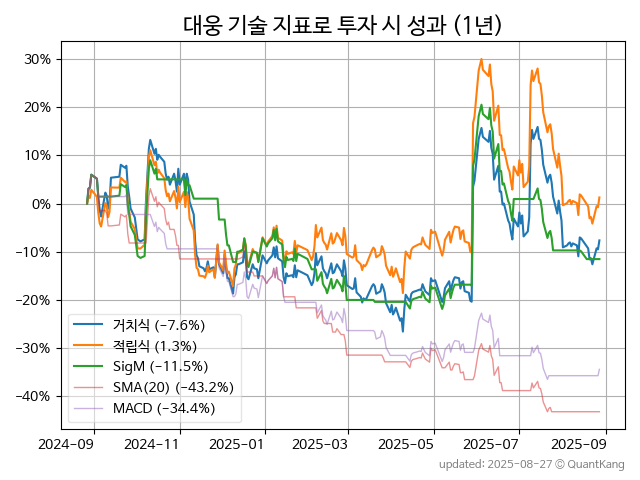 대웅 기술 지표로 투자 시 성과 (1년)
30%
20%
10%
0%
−10%
−20%
−30%
−40%
거치식 (−7.6%)
적립식 (1.3%)
SigM (−11.5%)
SMA(20) (−43.2%)
MACD (−34.4%)
2024-09 2024-11 2025-01 2025-03 2025-05 2025-07 2025-09
updated: 2025-08-27 © QuantKang